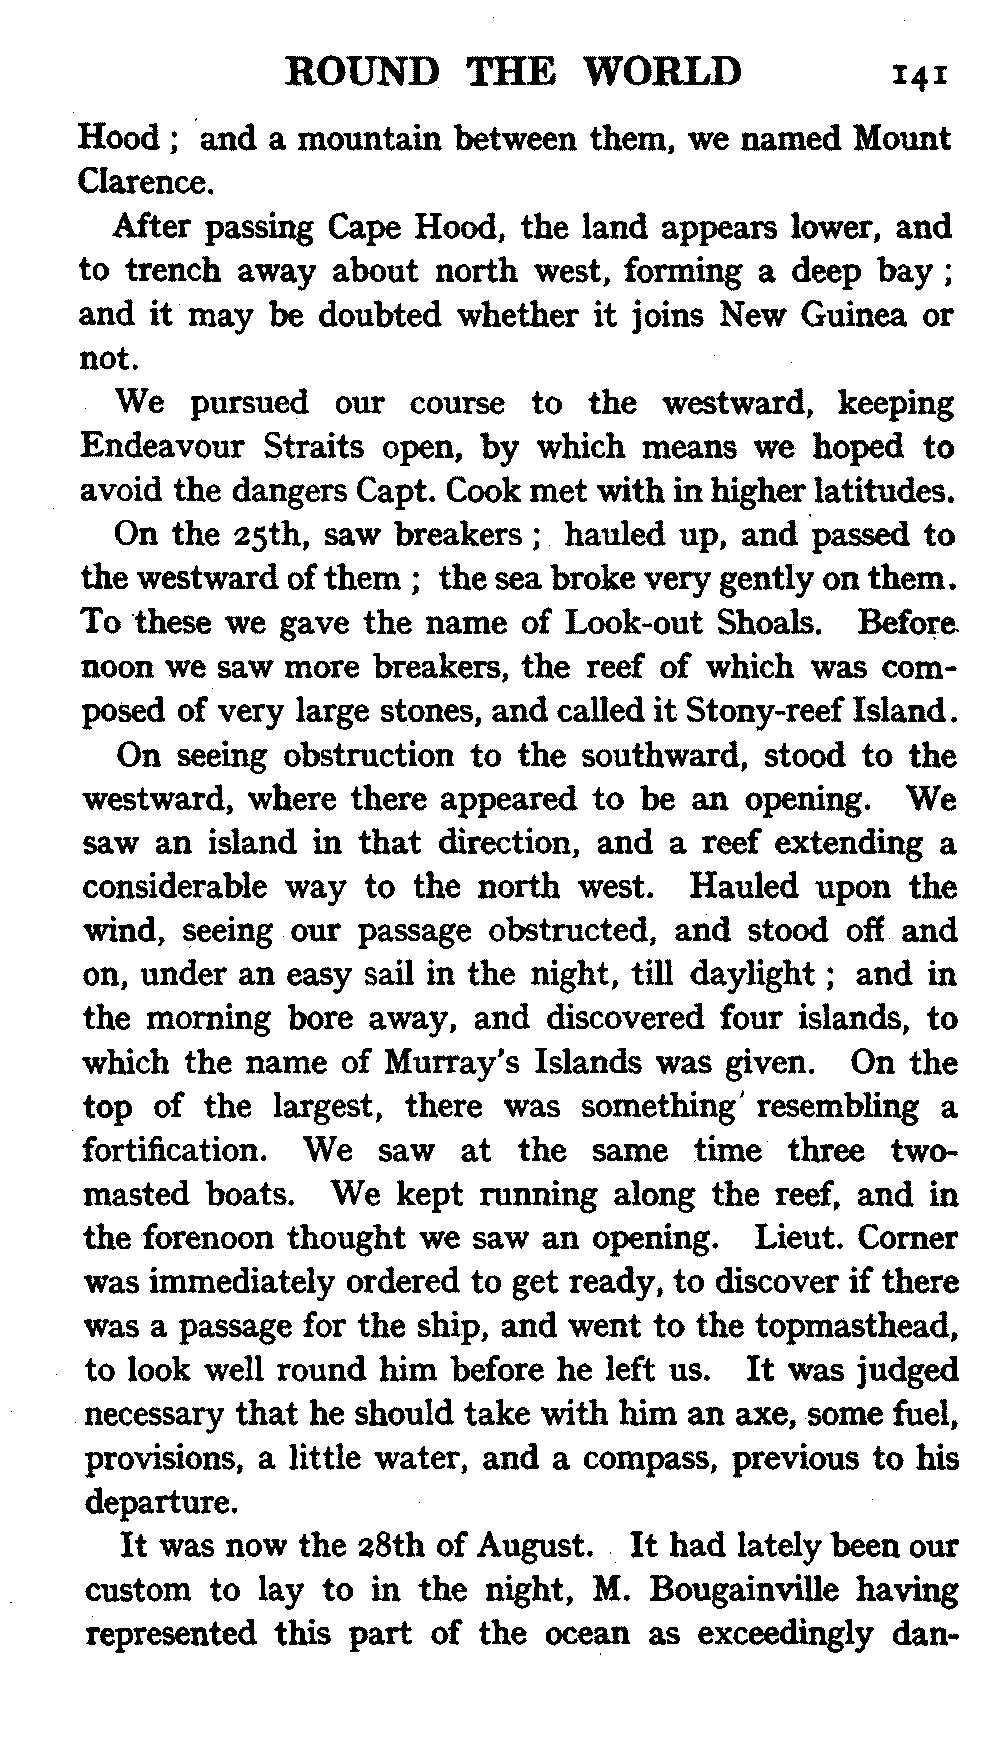 ROUND THE WORLD 141
Hood ; and a mountain between them, we named Mount
Clarence.
After passing Cape Hood, the land appears lower, and
to trench away about north west, forming a deep bay ;
and it may be doubted whether it joins New Guinea or
not.
We pursued our course to the westward, keeping
Endeavour Straits open, by which means we hoped to
avoid the dangers Capt. Cook met with in higher latitudes.
On the 25th, saw breakers ; hauled up, and passed to
the westward of them ; the sea broke very gently on them.
To these we gave the name of Look-out Shoals. Before
noon we saw more breakers, the reef of which was com-
posed of very large stones, and called it Stony-reef Island.
On seeing obstruction to the southward, stood to the
westward, where there appeared to be an opening. We
saw an island in that direction, and a reef extending a
considerable way to the north west. Hauled upon the
wind, seeing our passage obstructed, and stood off and
on, under an easy sail in the night, till daylight ; and in
the morning bore away, and discovered four islands, to
which the name of Murray's Islands was given. On the
top of the largest, there was something resembling a
fortification. We saw at the same time three two-
masted boats. We kept running along the reef, and in
the forenoon thought we saw an opening. Lieut. Corner
was immediately ordered to get ready, to discover if there
was a passage for the ship, and went to the topmasthead,
to look well round him before he left us. It was judged
necessary that he should take with him an axe, some fuel,
provisions, a little water, and a compass, previous to his
departure.
It was now the 28th of August. It had lately been our
custom to lay to in the night, M. Bougainville having
represented this part of the ocean as exceedingly dan-